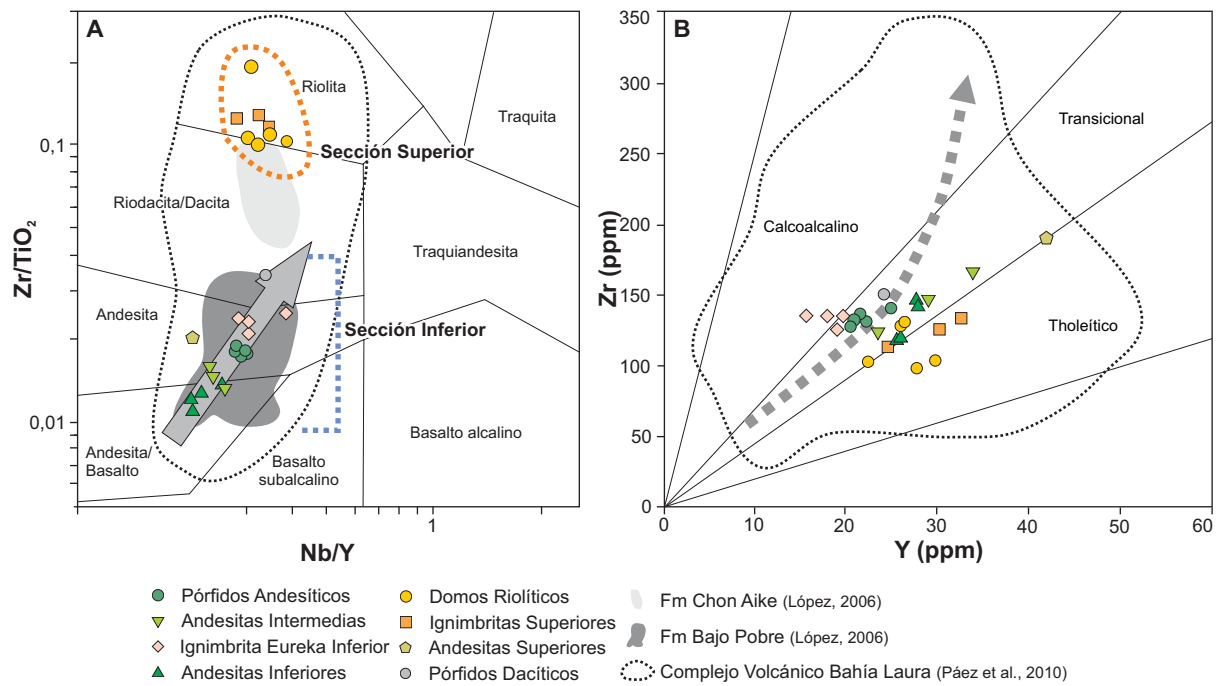 A
Zr/TiO2
0,2
0,1
0,01
Riolita
Traquita
Sección Superior
Riodacita/Dacita
Traquiandesita
Andesita
Sección Inferior
Andesita/
Basalto
Basalto
subalcalino
Basalto alcalino
1
Nb/Y
B
Zr (ppm)
350
300
250
200
150
100
50
0
Transicional
Calcoalcalino
Tholeítico
0
10
20
30
40
50
60
Y (ppm)
Pórfidos Andesíticos
Andesitas Intermedias
Ignimbrita Eureka Inferior
Andesitas Inferiores
Domos Riolíticos
Ignimbritas Superiores
Andesitas Superiores
Pórfidos Dacíticos
Fm Chon Aike (López, 2006)
Fm Bajo Pobre (López, 2006)
Complejo Volcánico Bahía Laura (Páez et al., 2010)